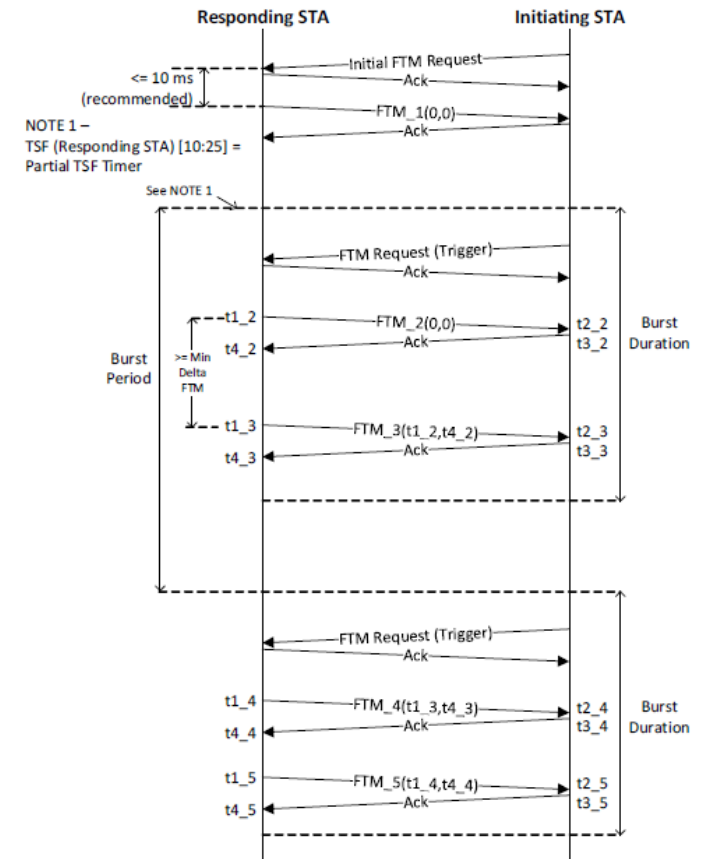 Responding STA
Initiating STA
Initial FTM Request
Ack
<= 10 ms
(recommended)
FTM_1(0,0)
Ack
NOTE 1 –
TSF (Responding STA) [10:25] =
Partial TSF Timer
See NOTE 1
FTM Request (Trigger)
Ack
t1_2
FTM_2(0,0)
t2_2
Ack
t4_2
t3_2
Burst
Duration
Burst
Period
>= Min
Delta
FTM
t1_3
FTM_3(t1_2,t4_2)
t2_3
Ack
t4_3
t3_3
FTM Request (Trigger)
Ack
t1_4
FTM_4(t1_3,t4_3)
t2_4
Ack
t4_4
t3_4
Burst
Duration
t1_5
FTM_5(t1_4,t4_4)
t2_5
Ack
t4_5
t3_5